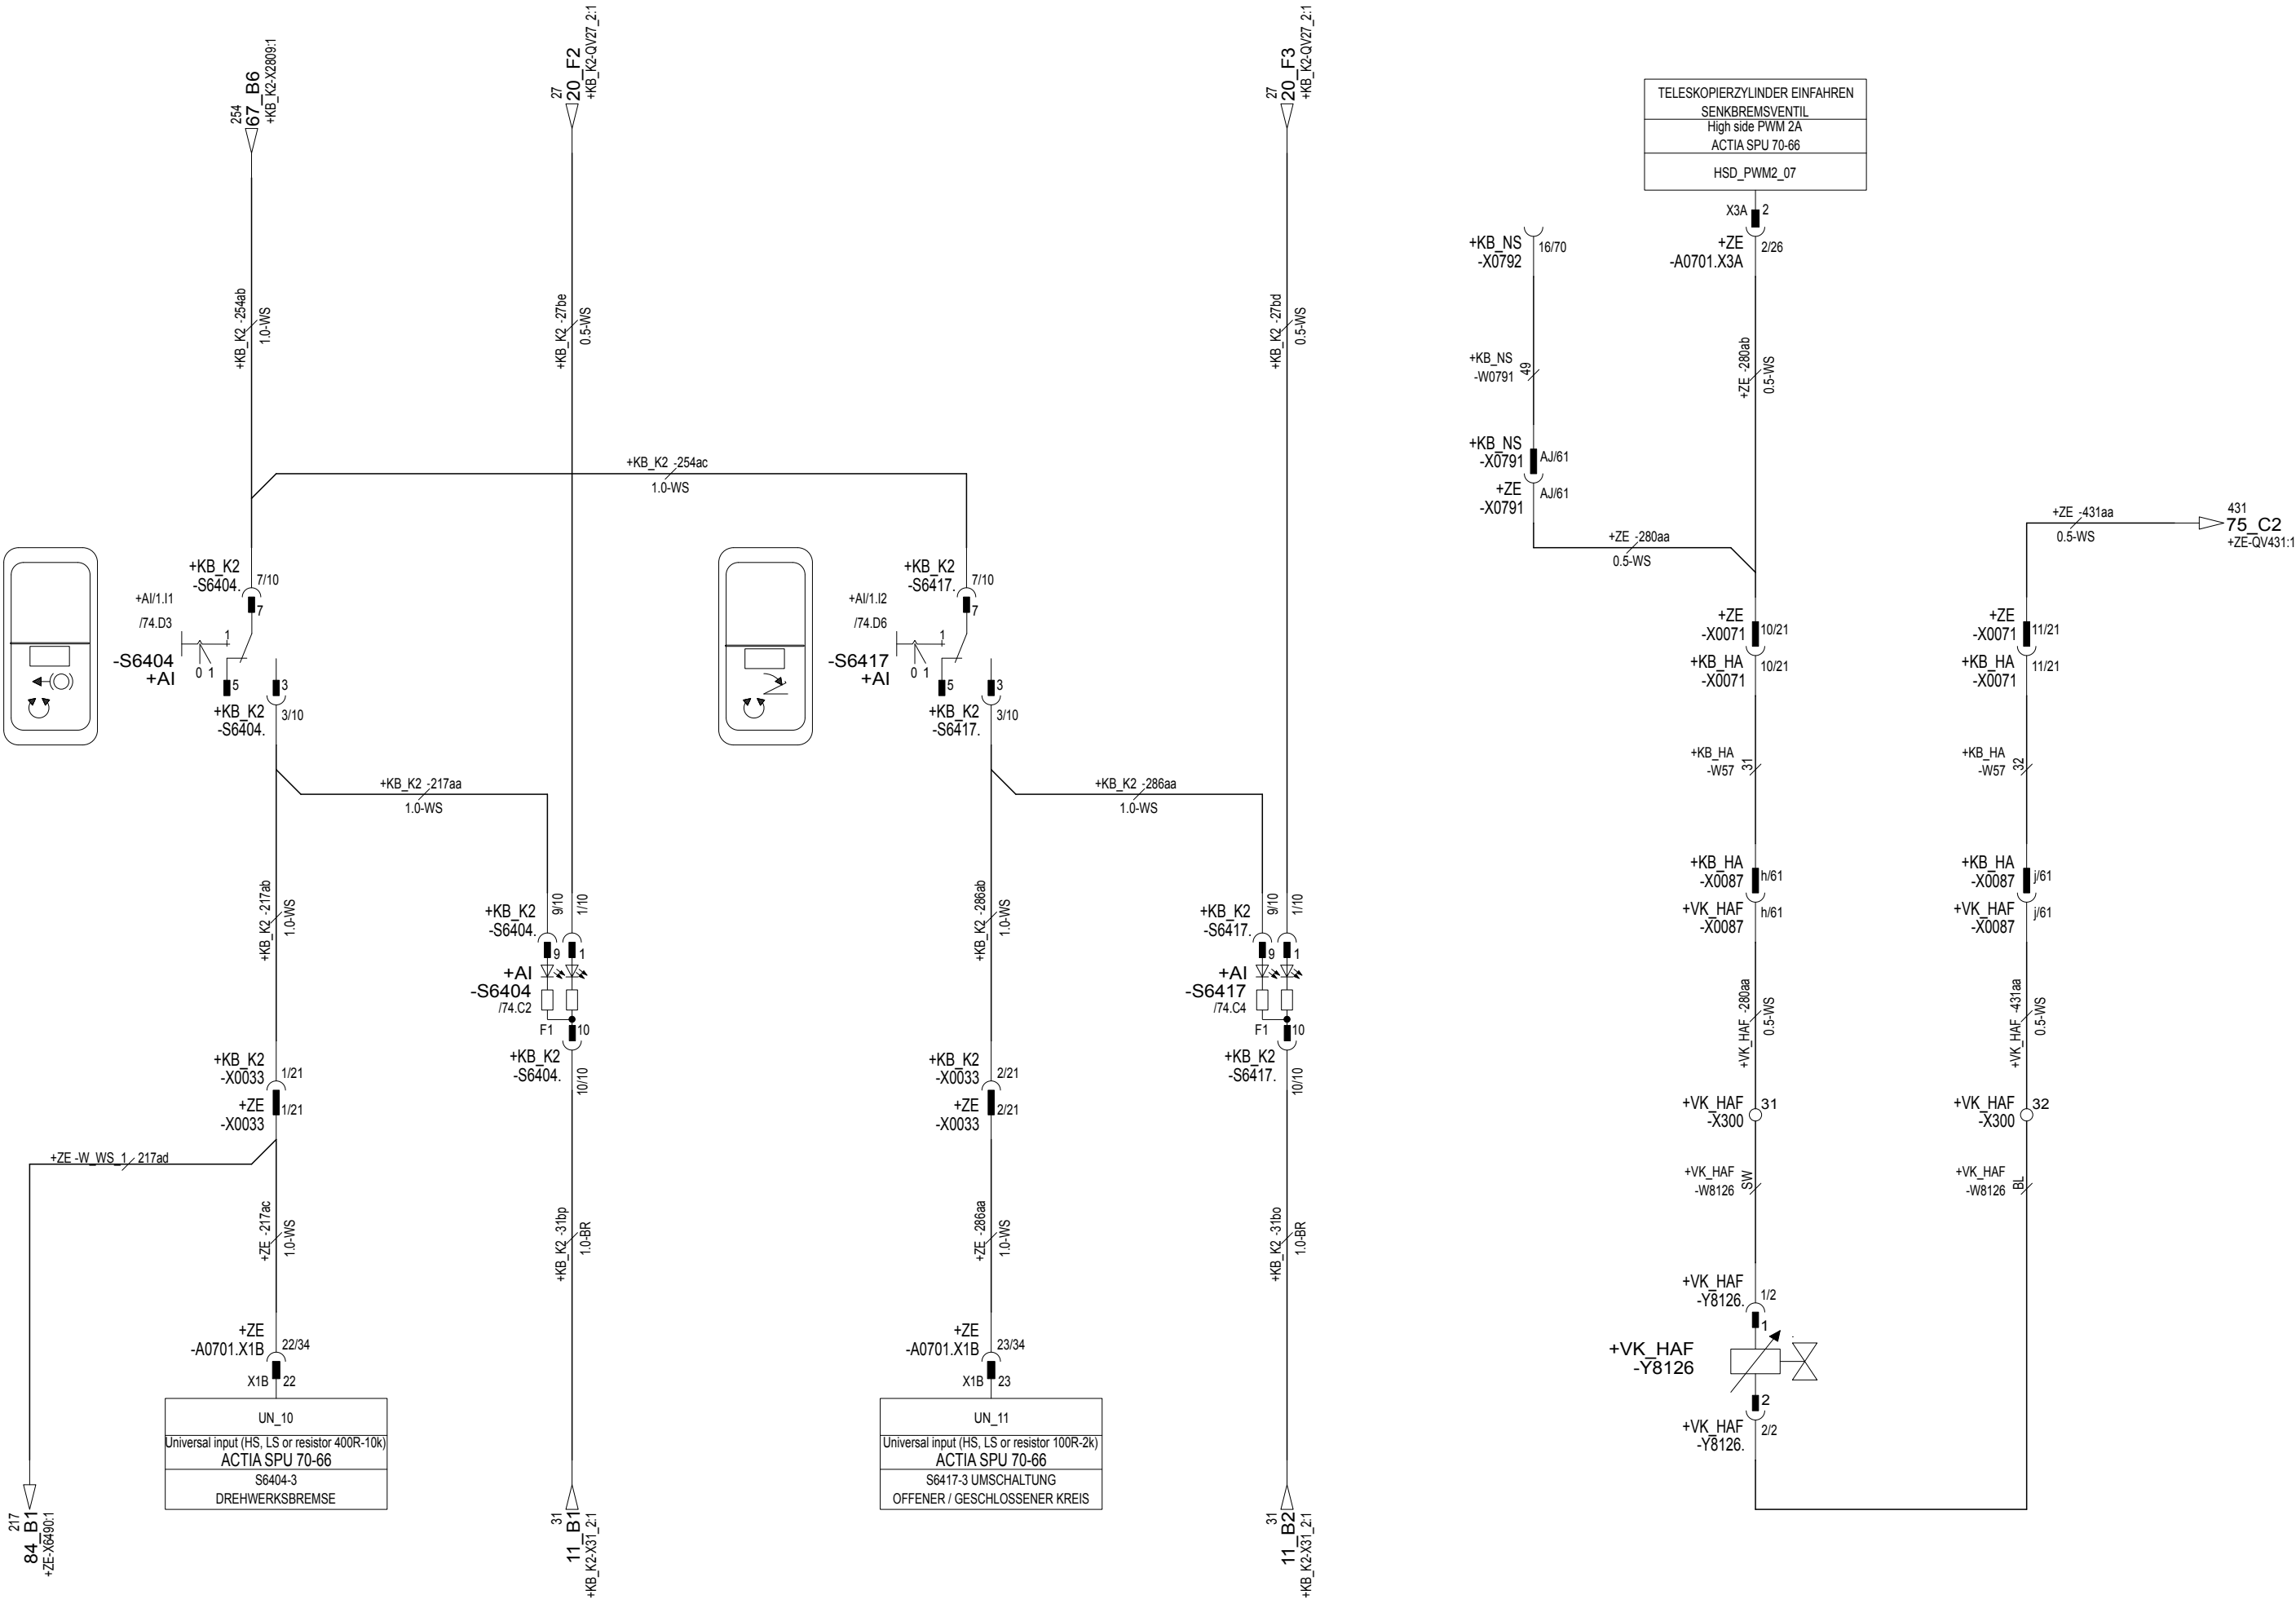 254
67_B6
+KB_K2-X2809:1
27
20_F2
+KB_K2-QV27_2:1
27
20_F3
+KB_K2-QV27_2:1
TELESKOPIERZYLINDER EINFAHREN
SENKBREMSVENTIL
High side PWM 2A
ACTIA SPU 70-66
HSD_PWM2_07
X3A 2
+ZE 2/26
-A0701.X3A
+KB_NS 16/70
-X0792
+KB_K2 -254ab
1.0-WS
+KB_K2 -27be
0.5-WS
+KB_K2 -27bd
0.5-WS
+KB_NS 49
-W0791
+ZE -280ab
0.5-WS
+KB_NS
-X0791 AJ/61
+ZE AJ/61
-X0791
+KB_K2 -254ac
1.0-WS
+ZE -280aa
0.5-WS
+ZE -431aa
0.5-WS
431
75_C2
+ZE-QV431:1
+KB_K2
-S6404. 7/10
+AI/1.I1 7
/74.D3
1
-S6404
+AI
0 1
5 3
+KB_K2 3/10
-S6404.
+KB_K2
-S6417. 7/10
+AI/1.I2 7
/74.D6
1
-S6417
+AI
0 1
5 3
+KB_K2 3/10
-S6417.
+ZE
-X0071 10/21
+KB_HA 10/21
-X0071
+ZE
-X0071 11/21
+KB_HA 11/21
-X0071
+KB_K2 -217aa
1.0-WS
+KB_K2 -286aa
1.0-WS
+KB_HA 31
-W57
+KB_HA 32
-W57
+KB_K2 -217ab
1.0-WS
+KB_K2 9/10 1/10
-S6404.
9 1
+AI
-S6404
/74.C2
F1 10
+KB_K2 10/10
-S6404.
+KB_K2 -286ab
1.0-WS
+KB_K2 9/10 1/10
-S6417.
9 1
+AI
-S6417
/74.C4
F1 10
+KB_K2 10/10
-S6417.
+KB_HA
-X0087 h/61
+VK_HAF h/61
-X0087
+KB_HA
-X0087 j/61
+VK_HAF j/61
-X0087
+VK_HAF -280aa
0.5-WS
+VK_HAF -431aa
0.5-WS
+KB_K2
-X0033 1/21
+ZE 1/21
-X0033
+KB_K2
-X0033 2/21
+ZE 2/21
-X0033
+VK_HAF 31
-X300
+VK_HAF 32
-X300
+ZE -W_WS_1 217ad
+VK_HAF SW
-W8126
+VK_HAF BL
-W8126
+ZE -217ac
1.0-WS
+KB_K2 -31bp
1.0-BR
+ZE -286aa
1.0-WS
+KB_K2 -31bo
1.0-BR
+VK_HAF 1/2
-Y8126.
1
+VK_HAF
-Y8126
2
+VK_HAF 2/2
-Y8126.
+ZE
-A0701.X1B 22/34
X1B 22
UN_10
Universal input (HS, LS or resistor 400R-10k)
ACTIA SPU 70-66
S6404-3
DREHWERKSBREMSE
+ZE
-A0701.X1B 23/34
X1B 23
UN_11
Universal input (HS, LS or resistor 100R-2k)
ACTIA SPU 70-66
S6417-3 UMSCHALTUNG
OFFENER / GESCHLOSSENER KREIS
217
84_B1
+ZE-X6490:1
31
11_B1
+KB_K2-X31_2:1
31
11_B2
+KB_K2-X31_2:1